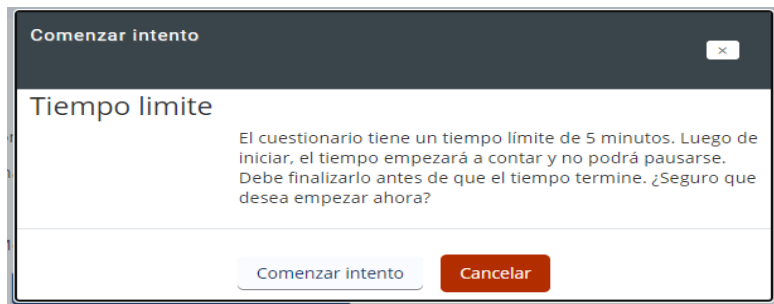 Comenzar intento
×
Tiempo limite
El cuestionario tiene un tiempo límite de 5 minutos. Luego de
iniciar, el tiempo empezará a contar y no podrá pausarse.
Debe finalizarlo antes de que el tiempo termine. ¿Seguro que
desea empezar ahora?
Comenzar intento
Cancelar